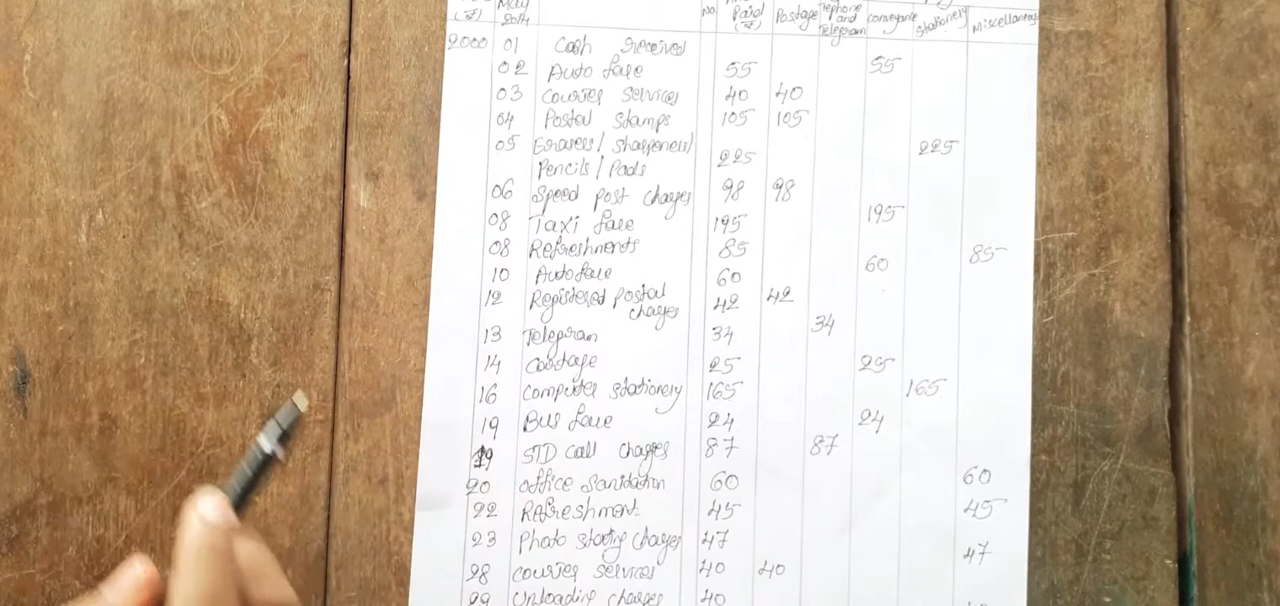 (₹) May 2014 No Paid (₹) Postage Telephone and Telegram conveyance Stationery Miscellaneous
2000 01 Cash received
02 Auto fare 55 55
03 Courier services 40 40
04 Postal stamps 105 105
05 Erasers/ sharpeners/ 225
Pencils/ Pads 225
06 Speed post charges 98 98
08 Taxi fare 195 195
08 Refreshments 85 85
10 Auto fare 60 60
12 Registered postal charges 42 42
13 Telegram 34 34
14 Cartage 25 25
16 Computer stationery 165 165
19 Bus fare 24 24
19 STD call charges 87 87
20 office sanitation 60 60
22 Refreshment 45 45
23 Photo stating charges 47 47
28 courier services 40 40
29 Unloading charges 40